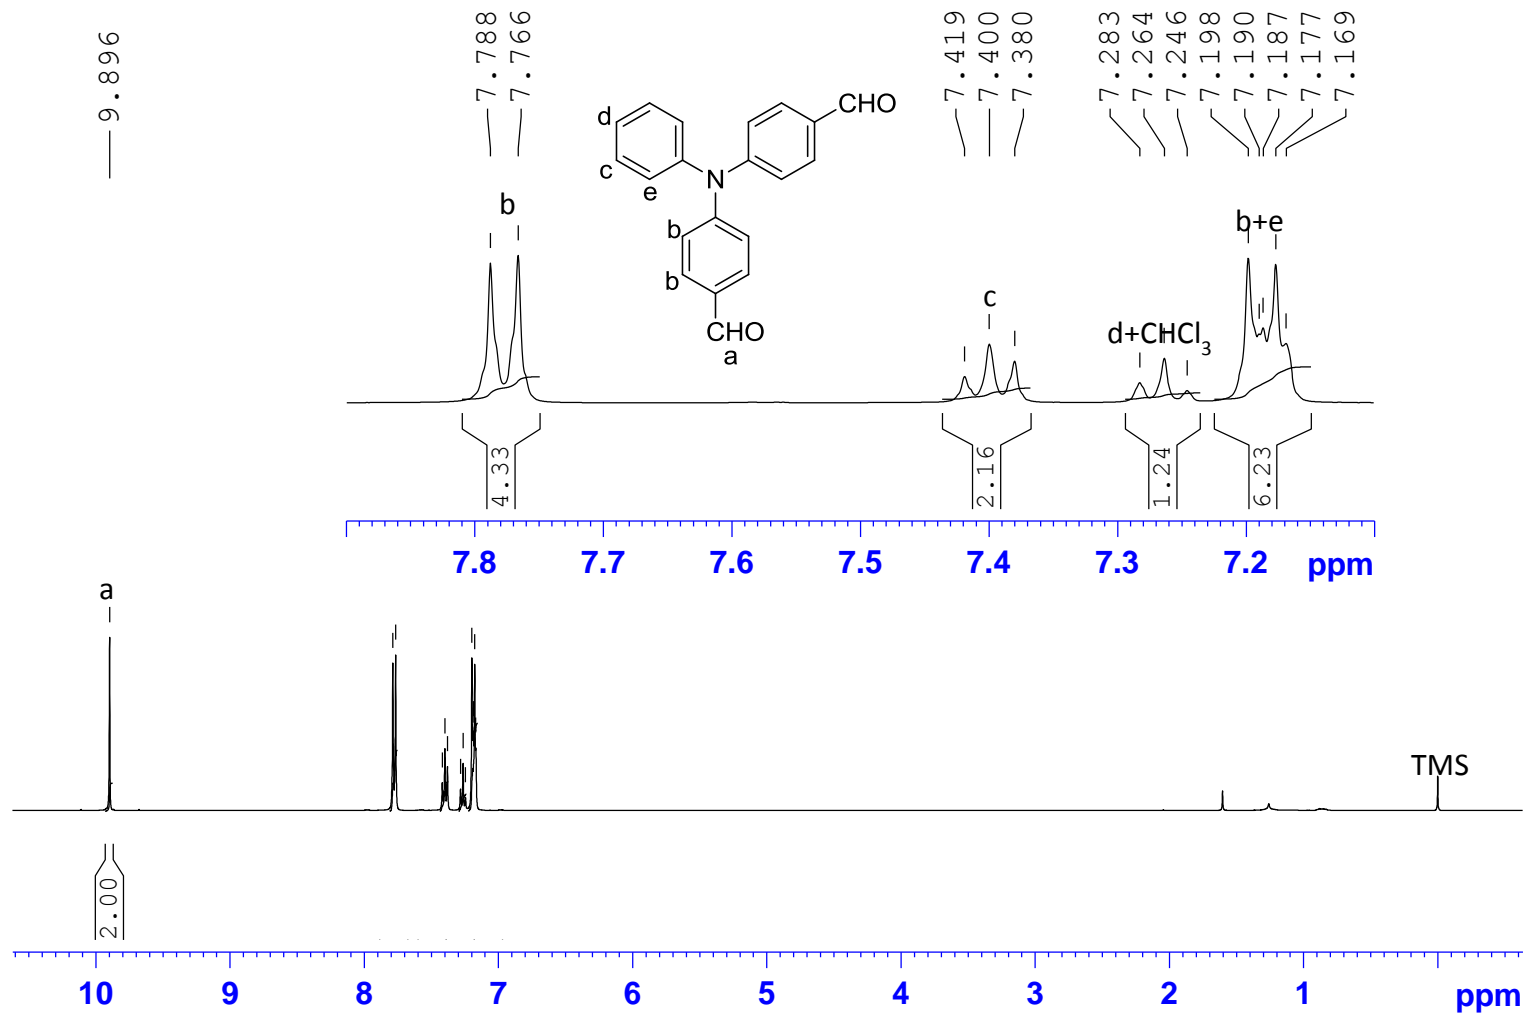 9.896
7.788
7.766
7.419
7.400
7.380
7.283
7.264
7.246
7.198
7.190
7.187
7.177
7.169
CHO
d
c
e
N
b
b
CHO
a
b
c
d+CHCl3
b+e
4.33
2.16
1.24
6.23
7.8 7.7 7.6 7.5 7.4 7.3 7.2 ppm
a
TMS
2.00
10 9 8 7 6 5 4 3 2 1 ppm